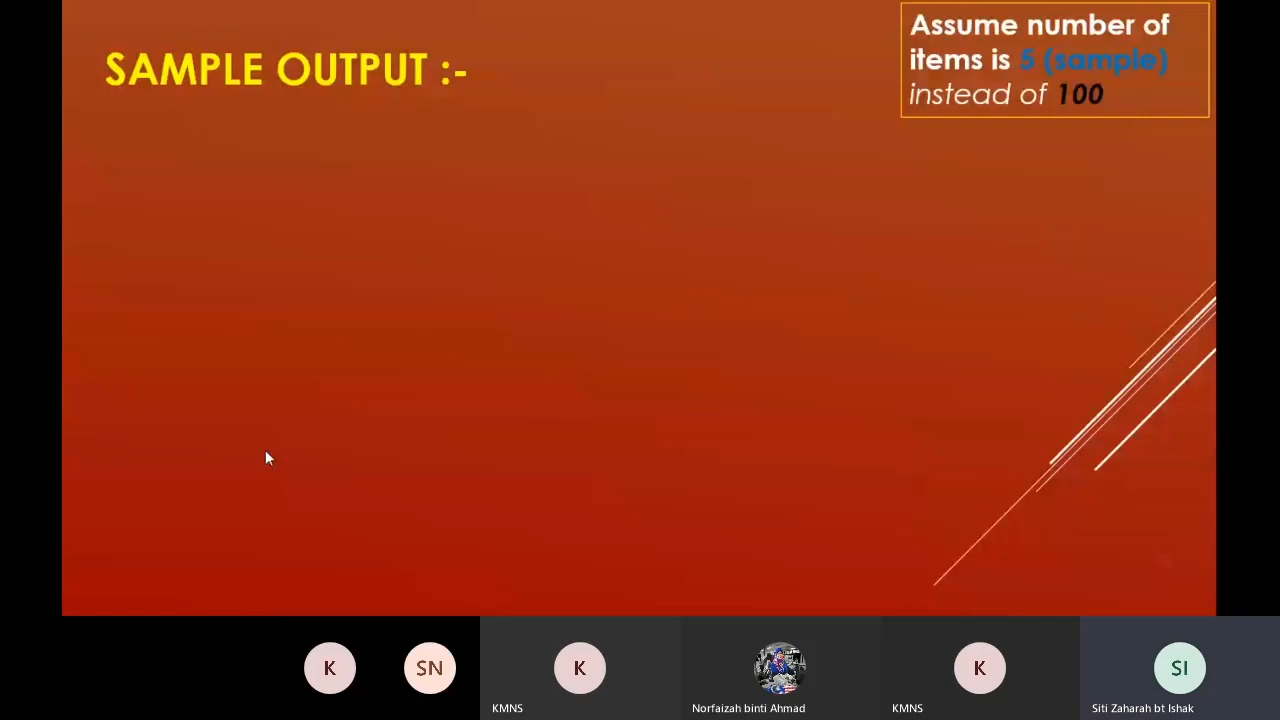 SAMPLE OUTPUT :-
Assume number of
items is 5 (sample)
instead of 100
K
SN
K
KMNS
Norfaizah binti Ahmad
K
KMNS
SI
Siti Zaharah bt Ishak